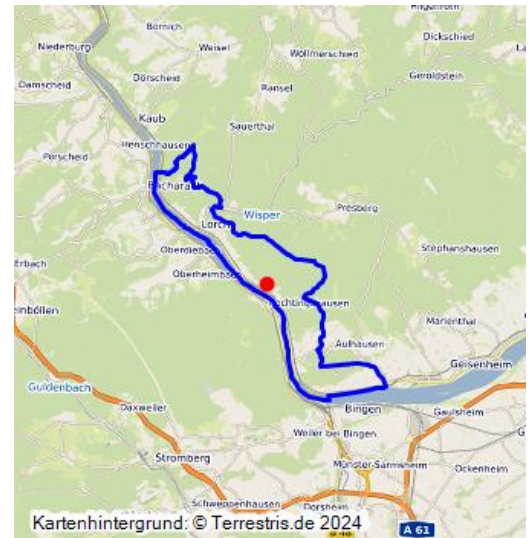 Bornich
Niederburg
Weisel
Wollmerschied
Dickschied
Geroldstein
Damscheid
Dörscheid
Ransel
Kaub
Sauerthal
Henschhausen
Perscheid
Bacharach
Wisper
Presberg
Lorch
Oberdiebach
Stephanshausen
Erbach
Oberheimbach
Trechtingshausen
Marienthal
Aulhausen
Geisenheim
Guldenbach
Bingen
Gaulsheim
Daxweiler
Weiler bei Bingen
Stromberg
Münster-Sarmsheim
Ockenheim
Schweppenhausen
Dorsheim
A 61
Kartenhintergrund: © Terrestris.de 2024